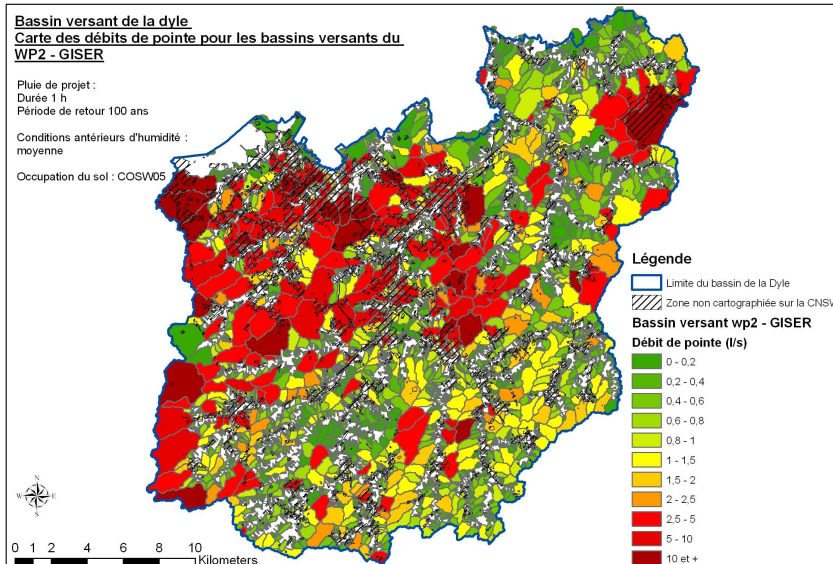 Bassin versant de la dyle
Carte des débits de pointe pour les bassins versants du
WP2 - GISER
Pluie de projet :
Durée 1 h
Période de retour 100 ans
Conditions antérieurs d'humidité :
moyenne
Occupation du sol : COSW05
Légende
Limite du bassin de la Dyle
Zone non cartographiée sur la CNSW
Bassin versant wp2 - GISER
Débit de pointe (l/s)
0 - 0,2
0,2 - 0,4
0,4 - 0,6
0,6 - 0,8
0,8 - 1
1 - 1,5
1,5 - 2
2 - 2,5
2,5 - 5
5 - 10
10 et +
N
W E
S
0 1 2 4 6 8 10
Kilometers